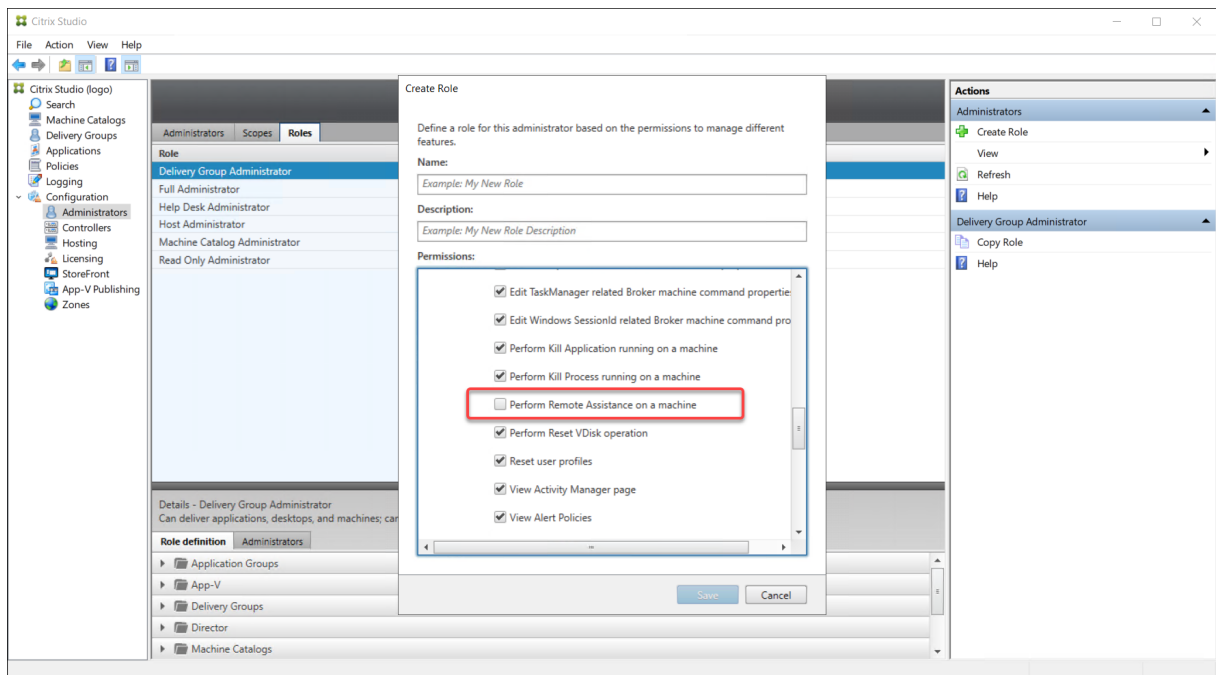 Citrix Studio
File Action View Help
Citrix Studio (logo)
Search
Machine Catalogs
Delivery Groups
Applications
Policies
Logging
Configuration
Administrators
Controllers
Hosting
Licensing
StoreFront
App-V Publishing
Zones
Administrators Scopes Roles
Role
Delivery Group Administrator
Full Administrator
Help Desk Administrator
Host Administrator
Machine Catalog Administrator
Read Only Administrator
Details - Delivery Group Administrator
Can deliver applications, desktops, and machines; car
Role definition Administrators
Application Groups
App-V
Delivery Groups
Director
Machine Catalogs
Create Role
Define a role for this administrator based on the permissions to manage different
features.
Name:
Example: My New Role
Description:
Example: My New Role Description
Permissions:
Edit TaskManager related Broker machine command propertie
Edit Windows SessionId related Broker machine command pro
Perform Kill Application running on a machine
Perform Kill Process running on a machine
Perform Remote Assistance on a machine
Perform Reset VDisk operation
Reset user profiles
View Activity Manager page
View Alert Policies
Save Cancel
Actions
Administrators
Create Role
View
Refresh
Help
Delivery Group Administrator
Copy Role
Help